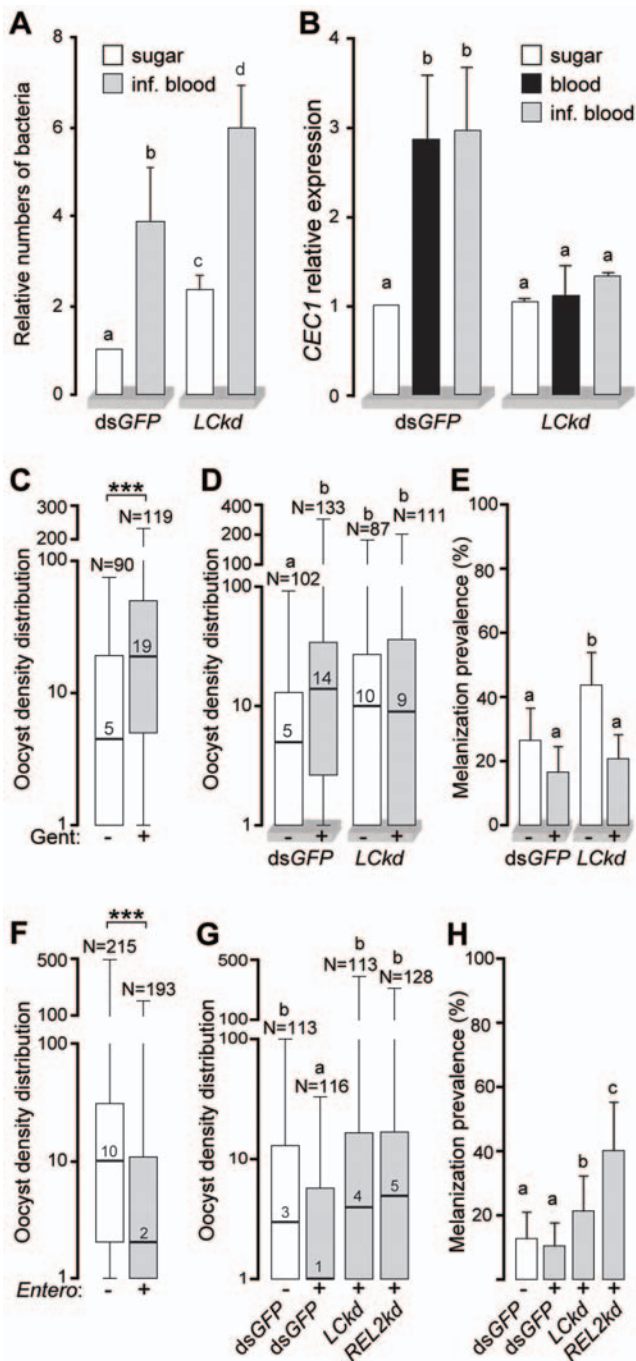 A
sugar
inf. blood
Relative numbers of bacteria
8
6
4
2
0
a
b
c
d
dsGFP
LCkd
B
sugar
blood
inf. blood
CEC1 relative expression
4
3
2
1
0
a
b
b
a
a
a
dsGFP
LCkd
C
Oocyst density distribution
300
200
100
100
10
1
***
N=90
N=119
5
19
Gent:
-
+
D
Oocyst density distribution
400
200
100
100
10
1
a
N=102
b
N=133
b
N=87
b
N=111
5
14
10
9
-
+
-
+
dsGFP
LCkd
E
Melanization prevalence (%)
100
80
60
40
20
0
a
a
b
a
-
+
-
+
dsGFP
LCkd
F
Oocyst density distribution
500
100
100
10
1
***
N=215
N=193
10
2
Entero:
-
+
G
Oocyst density distribution
500
100
100
10
1
b
N=113
a
N=116
b
N=113
b
N=128
3
1
4
5
-
+
+
+
dsGFP
dsGFP
LCkd
REL2kd
H
Melanization prevalence (%)
100
80
60
40
20
a
a
b
c
-
+
+
+
dsGFP
dsGFP
LCkd
REL2kd